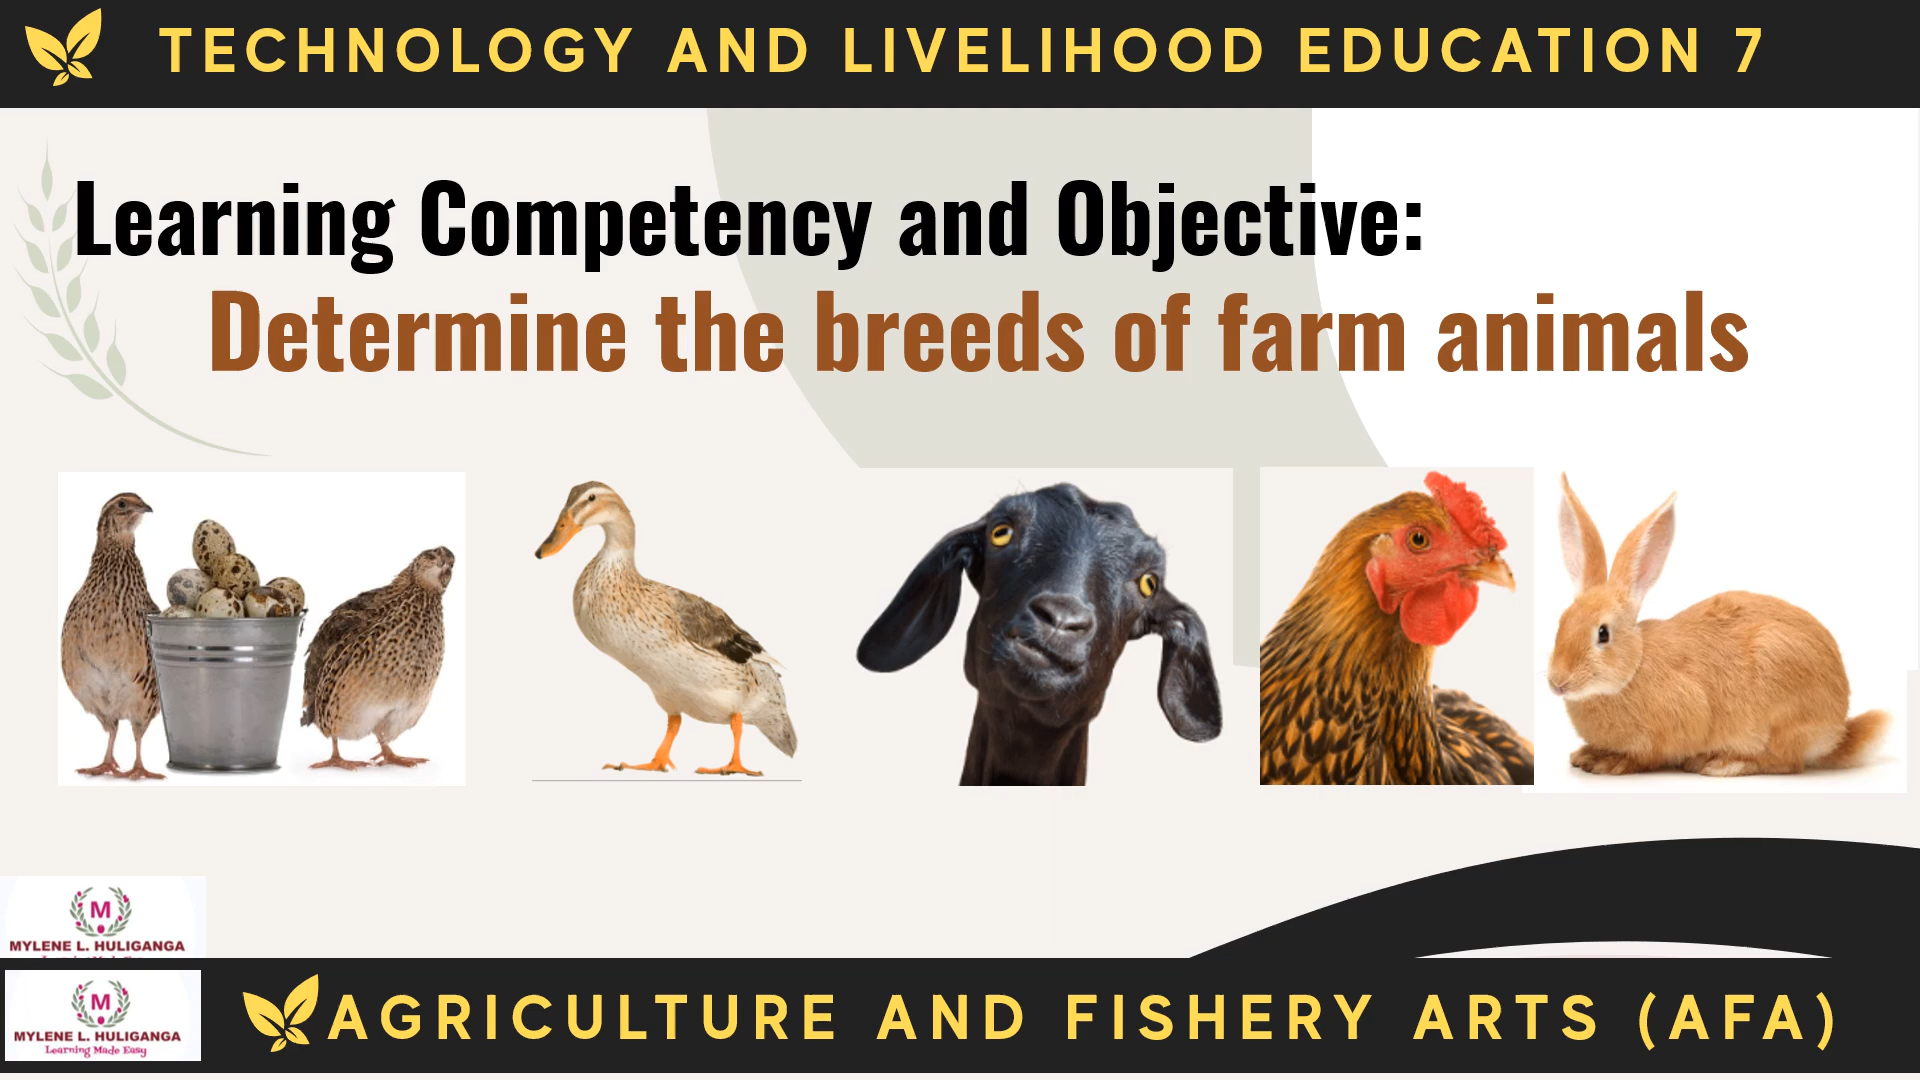 TECHNOLOGY AND LIVELIHOOD EDUCATION 7
Learning Competency and Objective:
Determine the breeds of farm animals
M
MYLENE L. HULIGANGA
M
MYLENE L. HULIGANGA
Learning Made Easy
AGRICULTURE AND FISHERY ARTS (AFA)